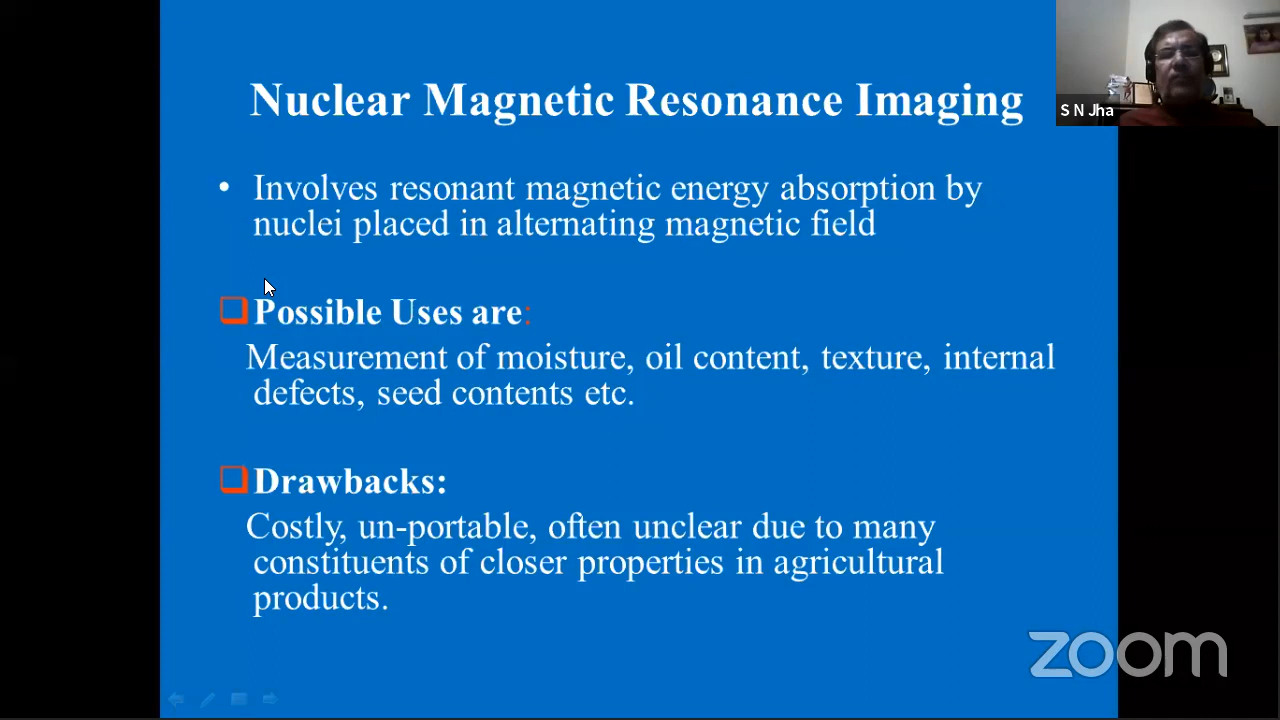 Nuclear Magnetic Resonance Imaging
S N Jha
• Involves resonant magnetic energy absorption by
nuclei placed in alternating magnetic field
Possible Uses are:
Measurement of moisture, oil content, texture, internal
defects, seed contents etc.
Drawbacks:
Costly, un-portable, often unclear due to many
constituents of closer properties in agricultural
products.
zoom